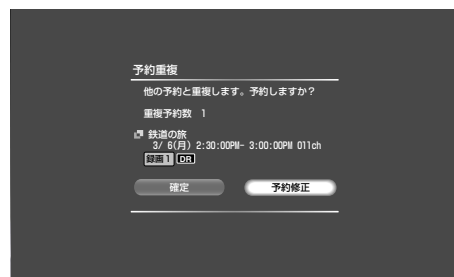 予約重複
他の予約と重複します。予約しますか？
重複予約数 1
鉄道の旅
3/ 6(月) 2:30:00PM- 3:00:00PM 011ch
録画1 DR
確定 予約修正